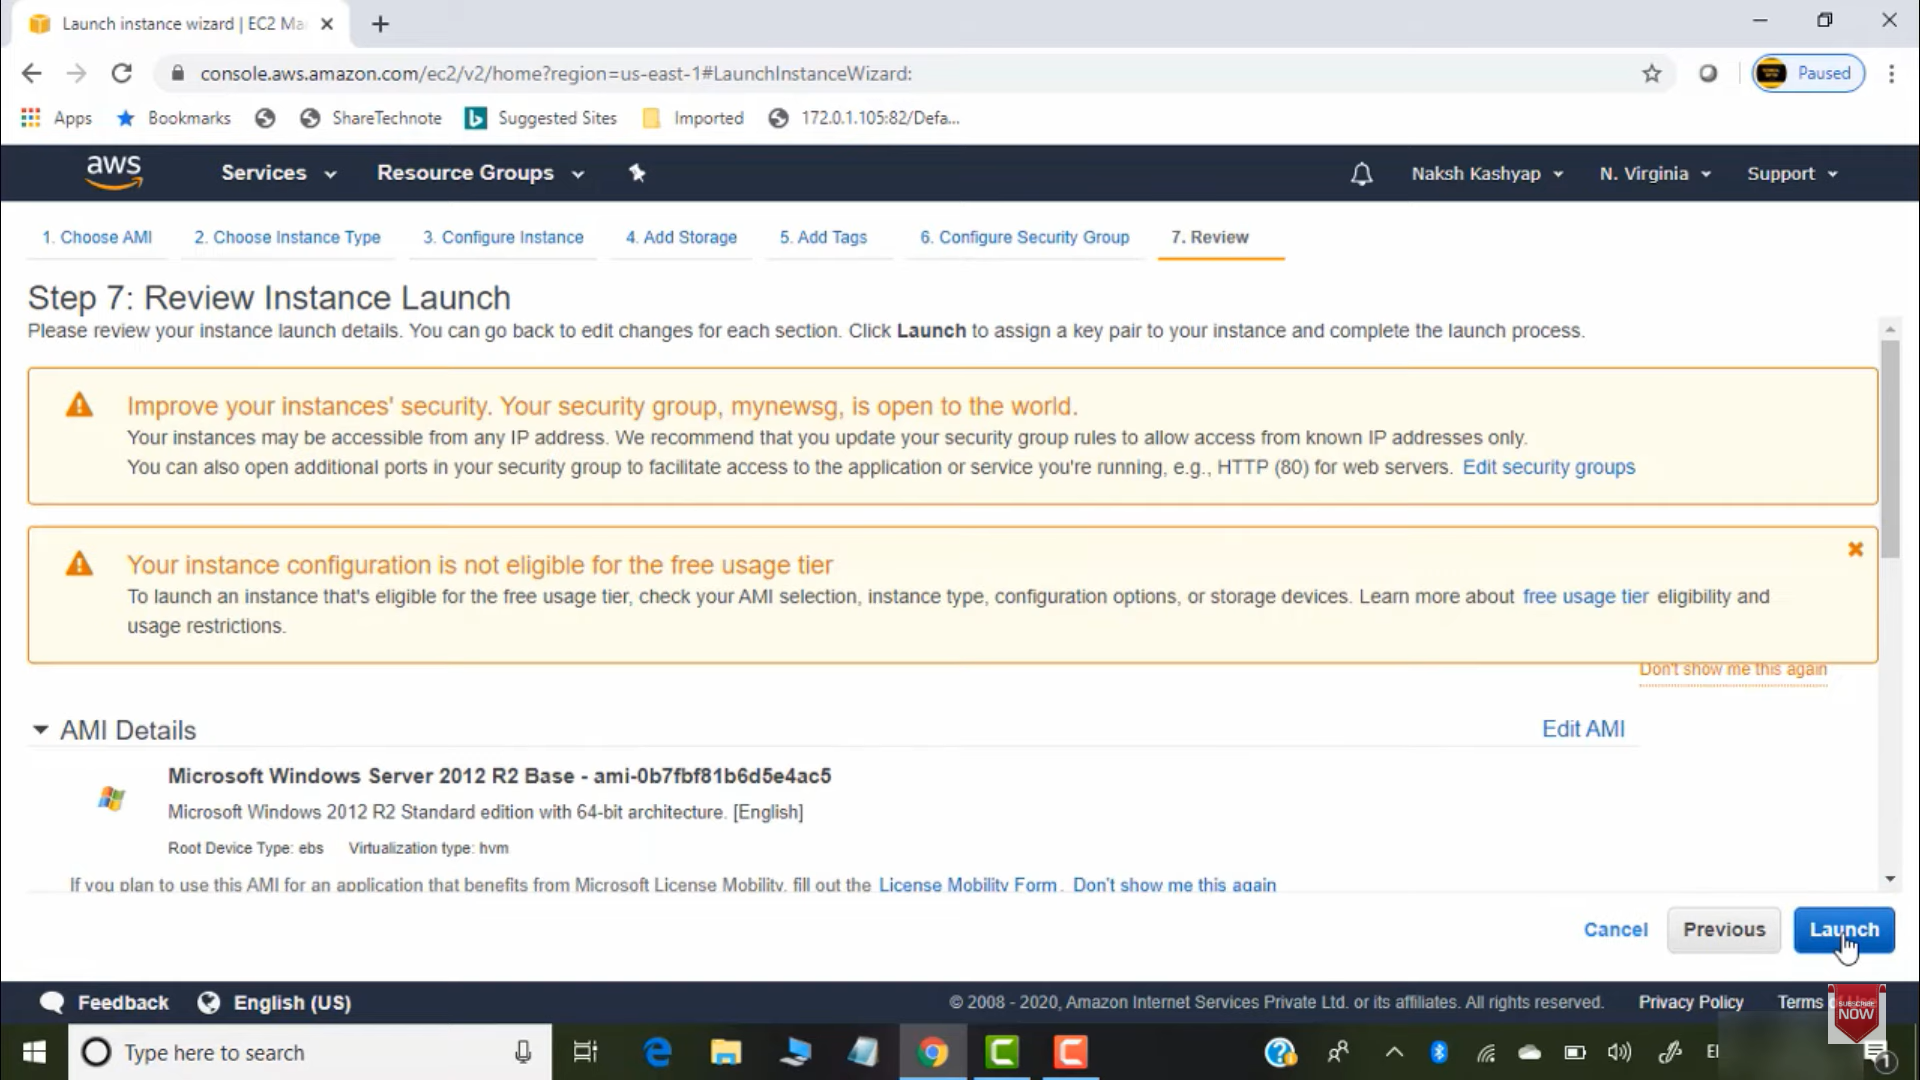 Launch instance wizard | EC2 Ma
console.aws.amazon.com/ec2/v2/home?region=us-east-1#LaunchInstanceWizard:
Paused
Apps
Bookmarks
ShareTechnote
Suggested Sites
Imported
172.0.1.105:82/Defa...
aws
Services
Resource Groups
Naksh Kashyap
N. Virginia
Support
1. Choose AMI
2. Choose Instance Type
3. Configure Instance
4. Add Storage
5. Add Tags
6. Configure Security Group
7. Review
Step 7: Review Instance Launch
Please review your instance launch details. You can go back to edit changes for each section. Click Launch to assign a key pair to your instance and complete the launch process.
Improve your instances' security. Your security group, mynewsg, is open to the world.
Your instances may be accessible from any IP address. We recommend that you update your security group rules to allow access from known IP addresses only.
You can also open additional ports in your security group to facilitate access to the application or service you're running, e.g., HTTP (80) for web servers. Edit security groups
Your instance configuration is not eligible for the free usage tier
To launch an instance that's eligible for the free usage tier, check your AMI selection, instance type, configuration options, or storage devices. Learn more about free usage tier eligibility and
usage restrictions.
Don't show me this again
AMI Details
Edit AMI
Microsoft Windows Server 2012 R2 Base - ami-0b7fbf81b6d5e4ac5
Microsoft Windows 2012 R2 Standard edition with 64-bit architecture. [English]
Root Device Type: ebs Virtualization type: hvm
If you plan to use this AMI for an application that benefits from Microsoft License Mobility, fill out the License Mobility Form. Don't show me this again
Cancel
Previous
Launch
Feedback
English (US)
© 2008 - 2020, Amazon Internet Services Private Ltd. or its affiliates. All rights reserved.
Privacy Policy
Terms
SUBSCRIBE
NOW
Type here to search
1